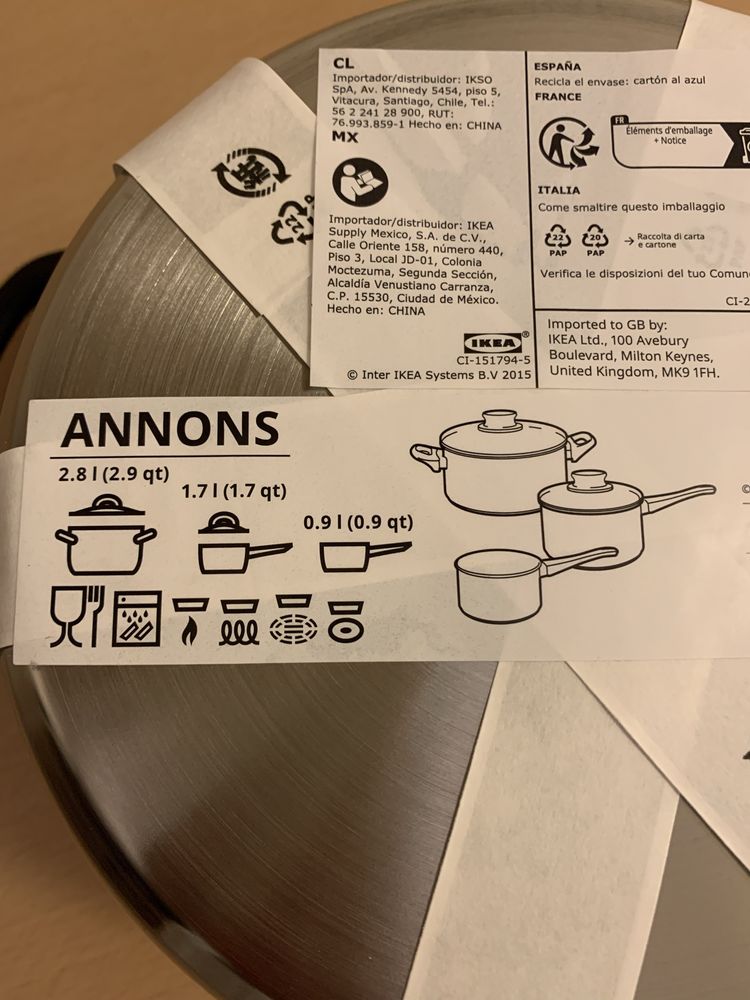 CL
Importador/distribuidor: IKSO
SpA, Av. Kennedy 5454, piso 5,
Vitacura, Santiago, Chile, Tel.:
56 2 241 28 900, RUT:
76.993.859-1 Hecho en: CHINA
MX
Importador/distribuidor: IKEA
Supply Mexico, S.A. de C.V.,
Calle Oriente 158, número 440,
Piso 3, Local JD-01, Colonia
Moctezuma, Segunda Sección,
Alcaldía Venustiano Carranza,
C.P. 15530, Ciudad de México.
Hecho en: CHINA
IKEA®
CI-151794-5
© Inter IKEA Systems B.V 2015
ESPAÑA
Recicla el envase: cartón al azul
FRANCE
FR
Éléments d'emballage
+ Notice
ITALIA
Come smaltire questo imballaggio
22 PAP
20 PAP
→ Raccolta di carta
e cartone
Verifica le disposizioni del tuo
Imported to GB by:
IKEA Ltd., 100 Avebury
Boulevard, Milton Keynes,
United Kingdom, MK9 1FH.
紙
22
ANNONS
2.8 l (2.9 qt)
1.7 l (1.7 qt)
0.9 l (0.9 qt)